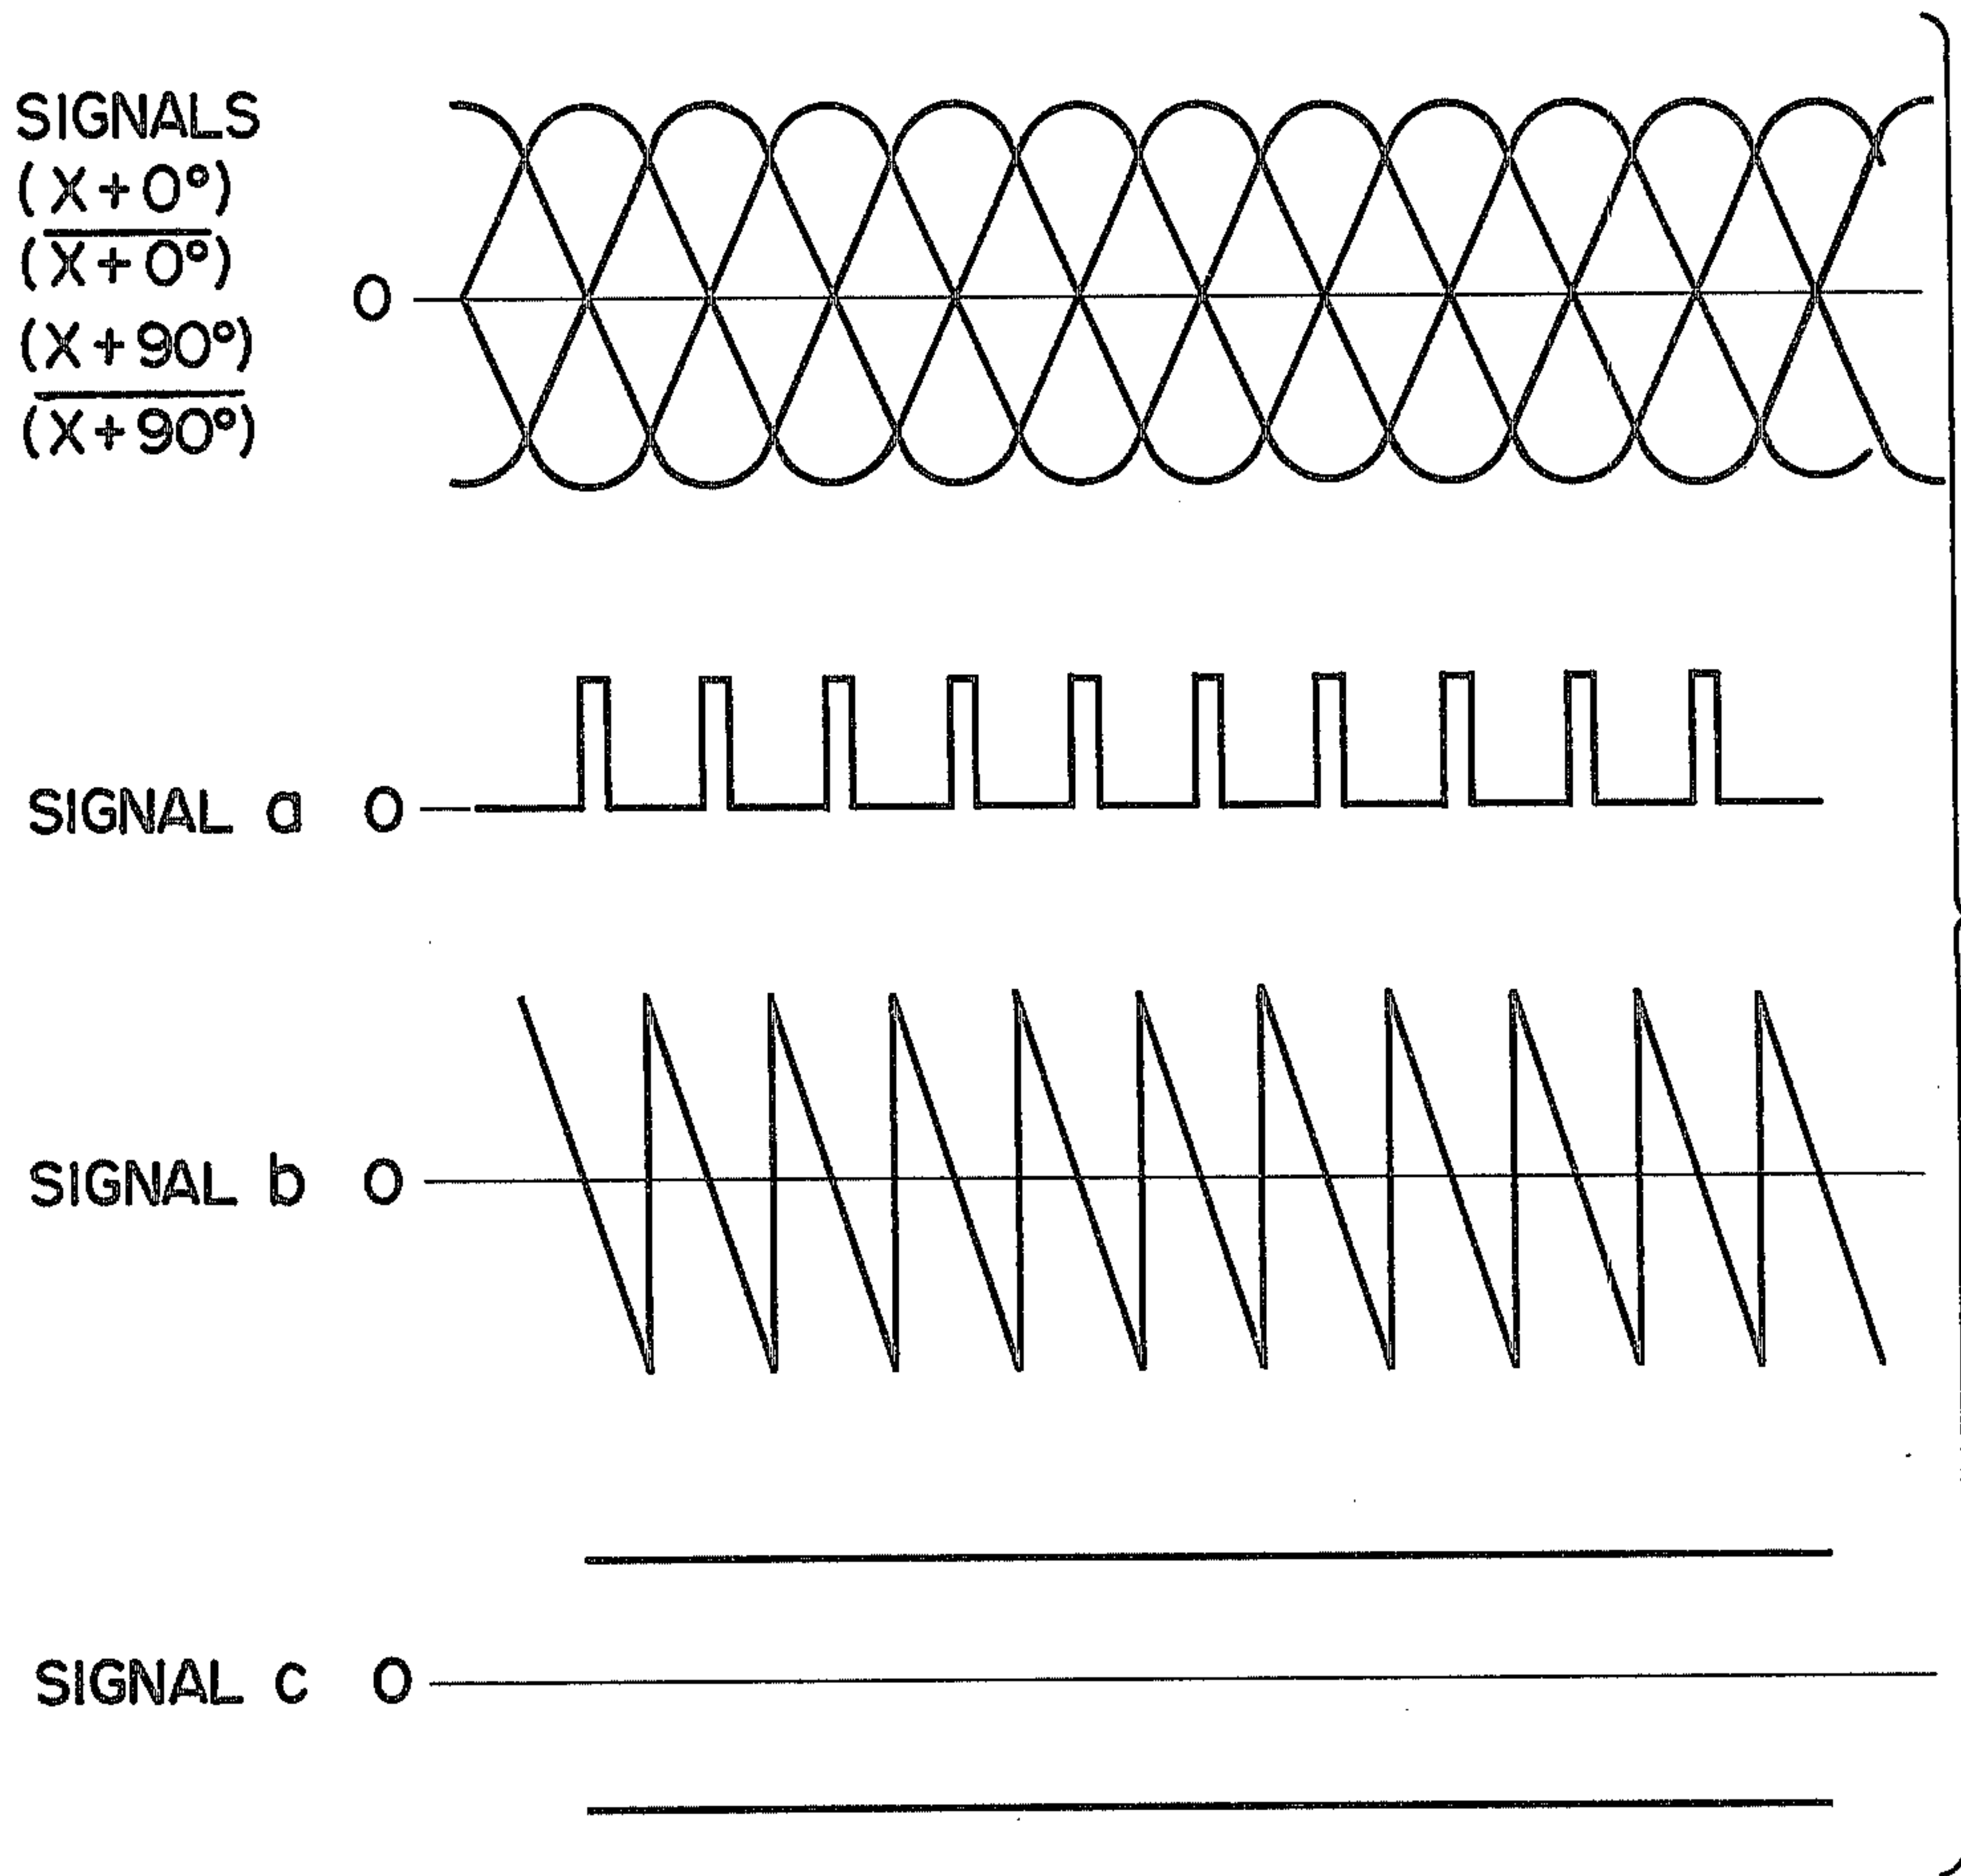 SIGNALS
(X+0°)
(X+0°)
0
(X+90°)
(X+90°)
SIGNAL a 0
SIGNAL b 0
SIGNAL c 0